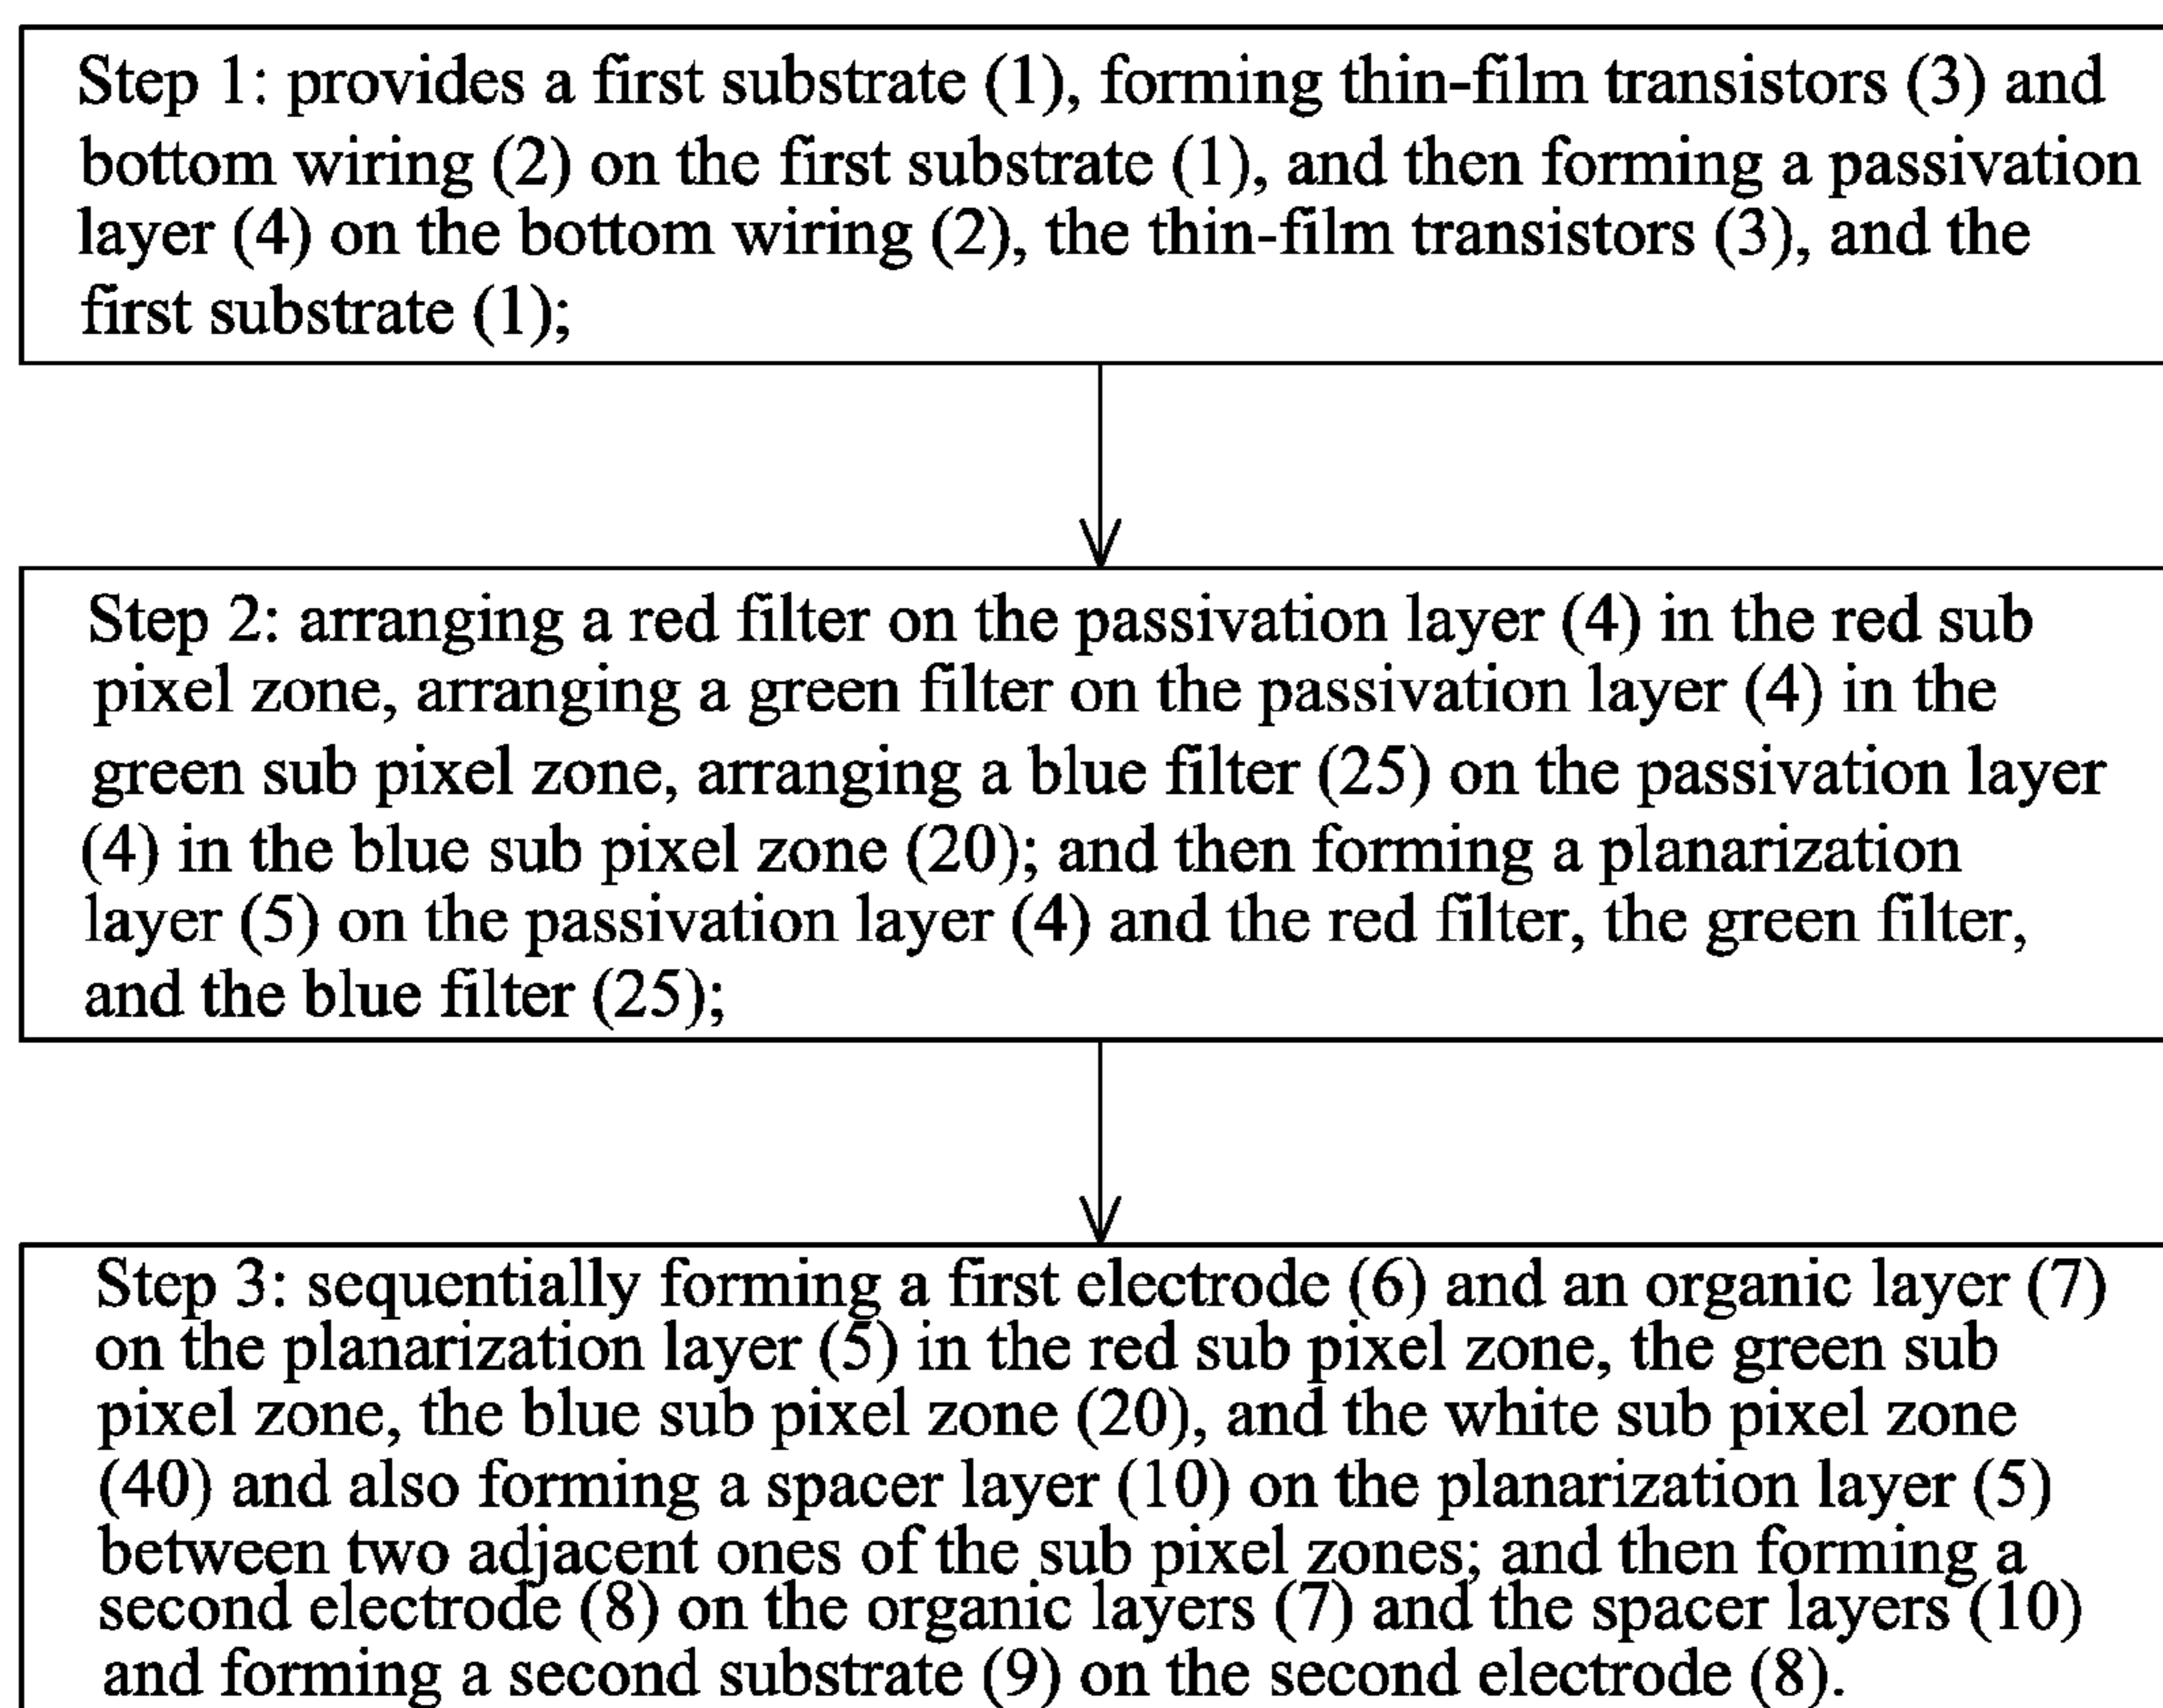 Step 1: provides a first substrate (1), forming thin-film transistors (3) and
bottom wiring (2) on the first substrate (1), and then forming a passivation
layer (4) on the bottom wiring (2), the thin-film transistors (3), and the
first substrate (1);
Step 2: arranging a red filter on the passivation layer (4) in the red sub
pixel zone, arranging a green filter on the passivation layer (4) in the
green sub pixel zone, arranging a blue filter (25) on the passivation layer
(4) in the blue sub pixel zone (20); and then forming a planarization
layer (5) on the passivation layer (4) and the red filter, the green filter,
and the blue filter (25);
Step 3: sequentially forming a first electrode (6) and an organic layer (7)
on the planarization layer (5) in the red sub pixel zone, the green sub
pixel zone, the blue sub pixel zone (20), and the white sub pixel zone
(40) and also forming a spacer layer (10) on the planarization layer (5)
between two adjacent ones of the sub pixel zones; and then forming a
second electrode (8) on the organic layers (7) and the spacer layers (10)
and forming a second substrate (9) on the second electrode (8).